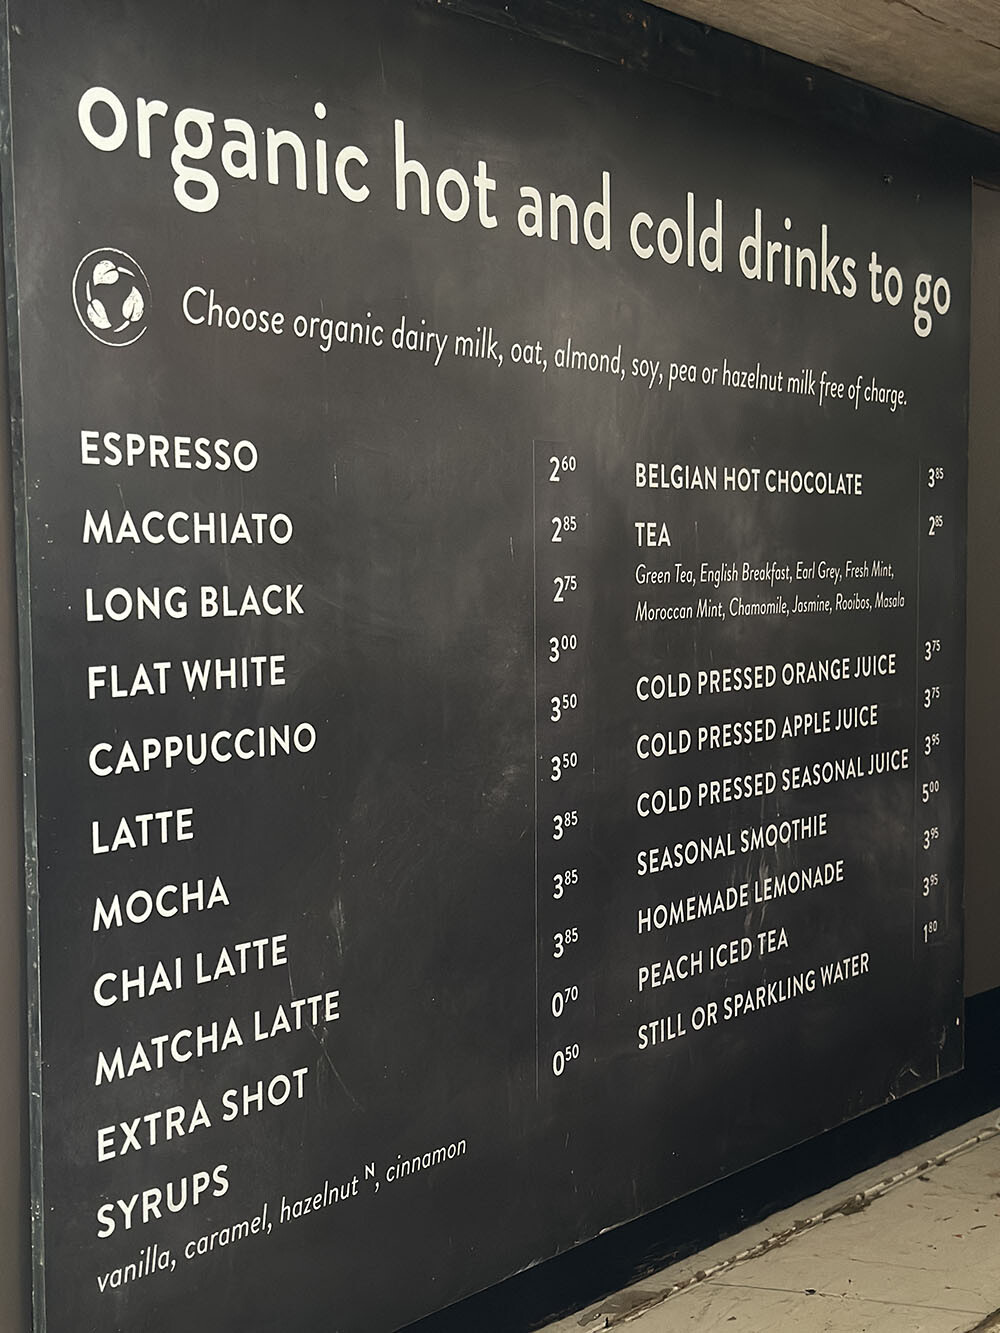 organic hot and cold drinks to go
Choose organic dairy milk, oat, almond, soy, pea or hazelnut milk free of charge.
ESPRESSO 2⁶⁰
MACCHIATO 2⁸⁵
LONG BLACK 2⁷⁵
FLAT WHITE 3⁰⁰
CAPPUCCINO 3⁵⁰
LATTE 3⁵⁰
MOCHA 3⁸⁵
CHAI LATTE 3⁸⁵
MATCHA LATTE 3⁸⁵
EXTRA SHOT 0⁷⁰
SYRUPS 0⁵⁰
vanilla, caramel, hazelnut ᴺ, cinnamon
BELGIAN HOT CHOCOLATE 3⁸⁵
TEA 2⁸⁵
Green Tea, English Breakfast, Earl Grey, Fresh Mint,
Moroccan Mint, Chamomile, Jasmine, Rooibos, Masala
COLD PRESSED ORANGE JUICE 3⁷⁵
COLD PRESSED APPLE JUICE 3⁷⁵
COLD PRESSED SEASONAL JUICE 3⁹⁵
SEASONAL SMOOTHIE 5⁰⁰
HOMEMADE LEMONADE 3⁹⁵
PEACH ICED TEA 3⁹⁵
STILL OR SPARKLING WATER 1⁸⁰